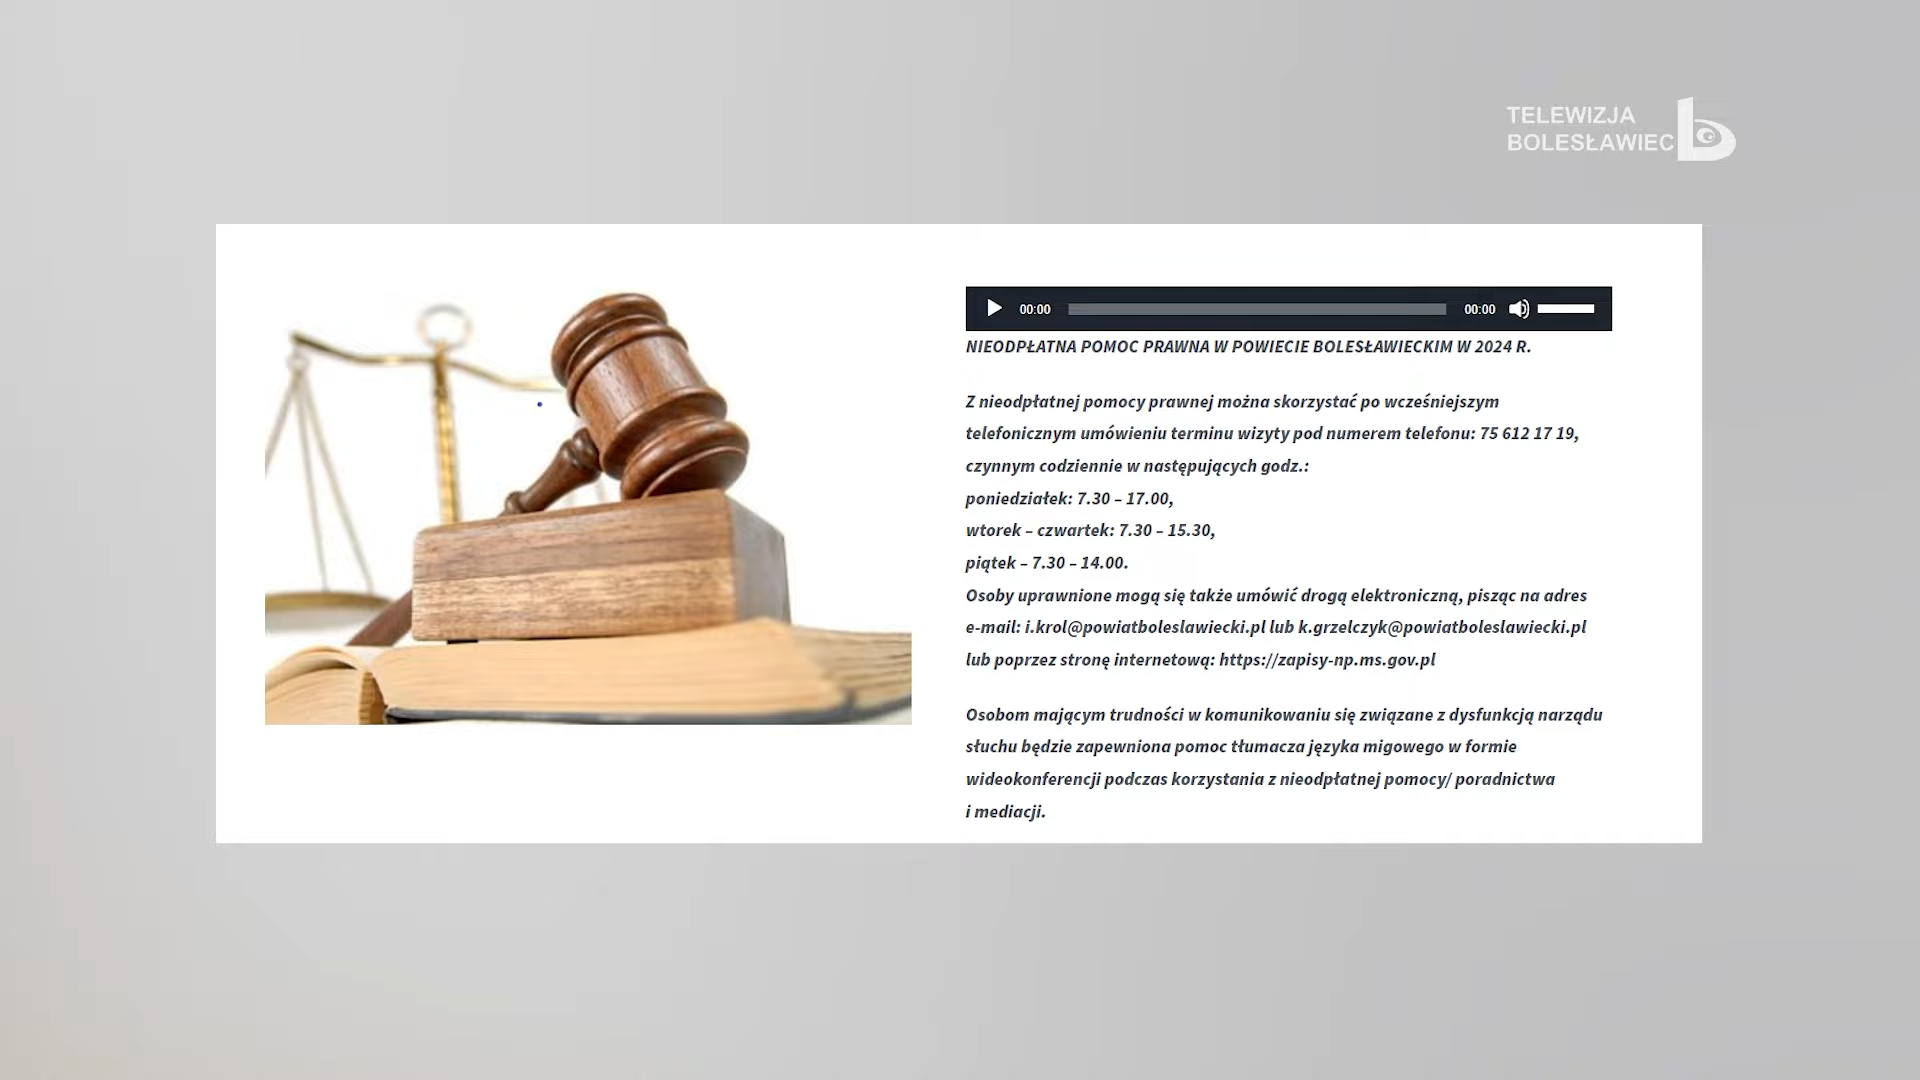 TELEWIZJA
BOLESŁAWIEC
00:00
00:00
NIEODPŁATNA POMOC PRAWNA W POWIECIE BOLESŁAWIECKIM W 2024 R.
Z nieodpłatnej pomocy prawnej można skorzystać po wcześniejszym
telefonicznym umówieniu terminu wizyty pod numerem telefonu: 75 612 17 19,
czynnym codziennie w następujących godz.:
poniedziałek: 7.30 – 17.00,
wtorek – czwartek: 7.30 – 15.30,
piątek – 7.30 – 14.00.
Osoby uprawnione mogą się także umówić drogą elektroniczną, pisząc na adres
e-mail: i.krol@powiatboleslawiecki.pl lub k.grzelczyk@powiatboleslawiecki.pl
lub poprzez stronę internetową: https://zapisy-np.ms.gov.pl
Osobom mającym trudności w komunikowaniu się związane z dysfunkcją narządu
słuchu będzie zapewniona pomoc tłumacza języka migowego w formie
wideokonferencji podczas korzystania z nieodpłatnej pomocy/ poradnictwa
i mediacji.